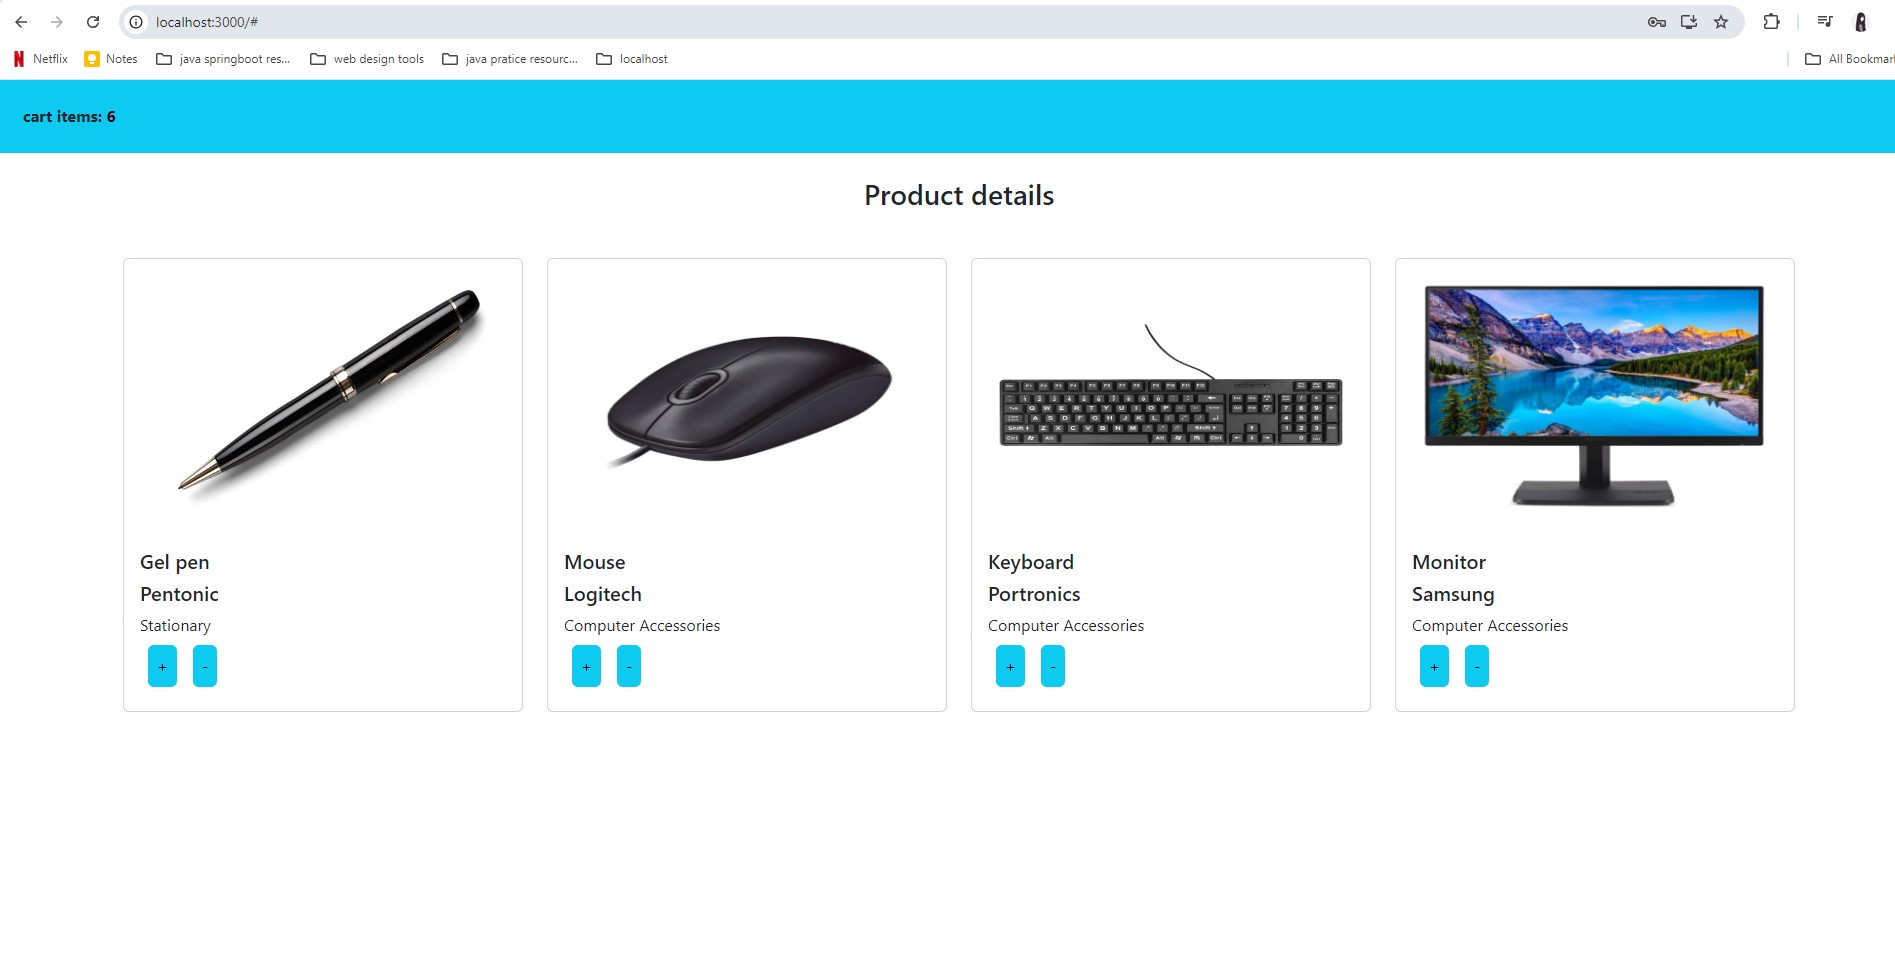 localhost:3000/#
Netflix Notes java springboot res... web design tools java pratice resourc... localhost All Bookmar
cart items: 6
Product details
Gel pen
Pentonic
Stationary
+ -
Mouse
Logitech
Computer Accessories
+ -
Keyboard
Portronics
Computer Accessories
+ -
Monitor
Samsung
Computer Accessories
+ -